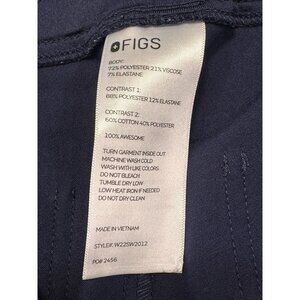 FIGS
BODY:
72% POLYESTER 21% VISCOSE
7% ELASTANE
CONTRAST 1:
88% POLYESTER 12% ELASTANE
CONTRAST 2:
60% COTTON 40% POLYESTER
100% AWESOME
TURN GARMENT INSIDE OUT
MACHINE WASH COLD
WASH WITH LIKE COLORS
DO NOT BLEACH
TUMBLE DRY LOW
LOW HEAT IRON IF NEEDED
DO NOT DRY CLEAN
MADE IN VIETNAM
STYLE#: W22SW2012
PO# 2456